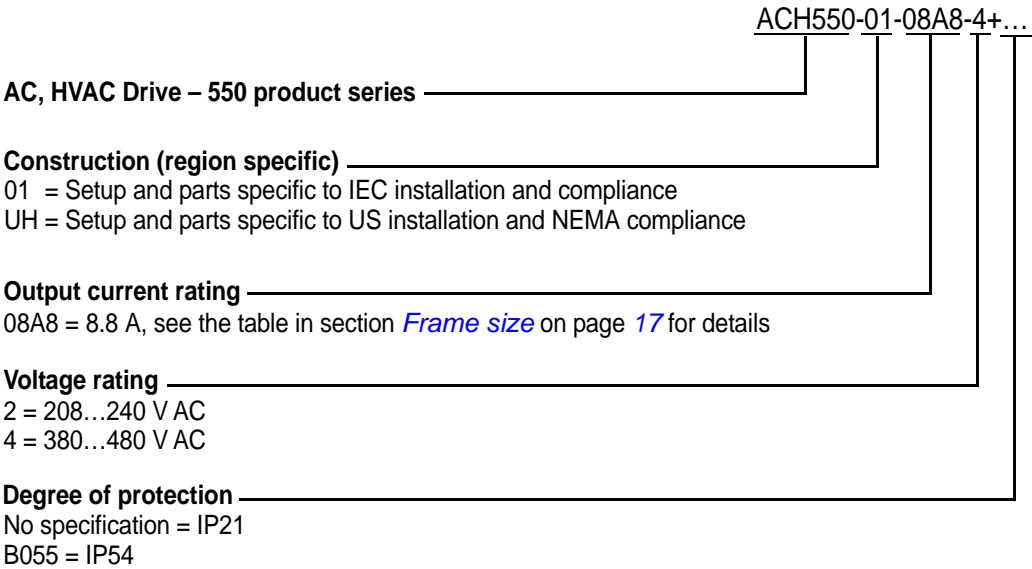 ACH550-01-08A8-4+…
AC, HVAC Drive – 550 product series
Construction (region specific)
01 = Setup and parts specific to IEC installation and compliance
UH = Setup and parts specific to US installation and NEMA compliance
Output current rating
08A8 = 8.8 A, see the table in section Frame size on page 17 for details
Voltage rating
2 = 208…240 V AC
4 = 380…480 V AC
Degree of protection
No specification = IP21
B055 = IP54